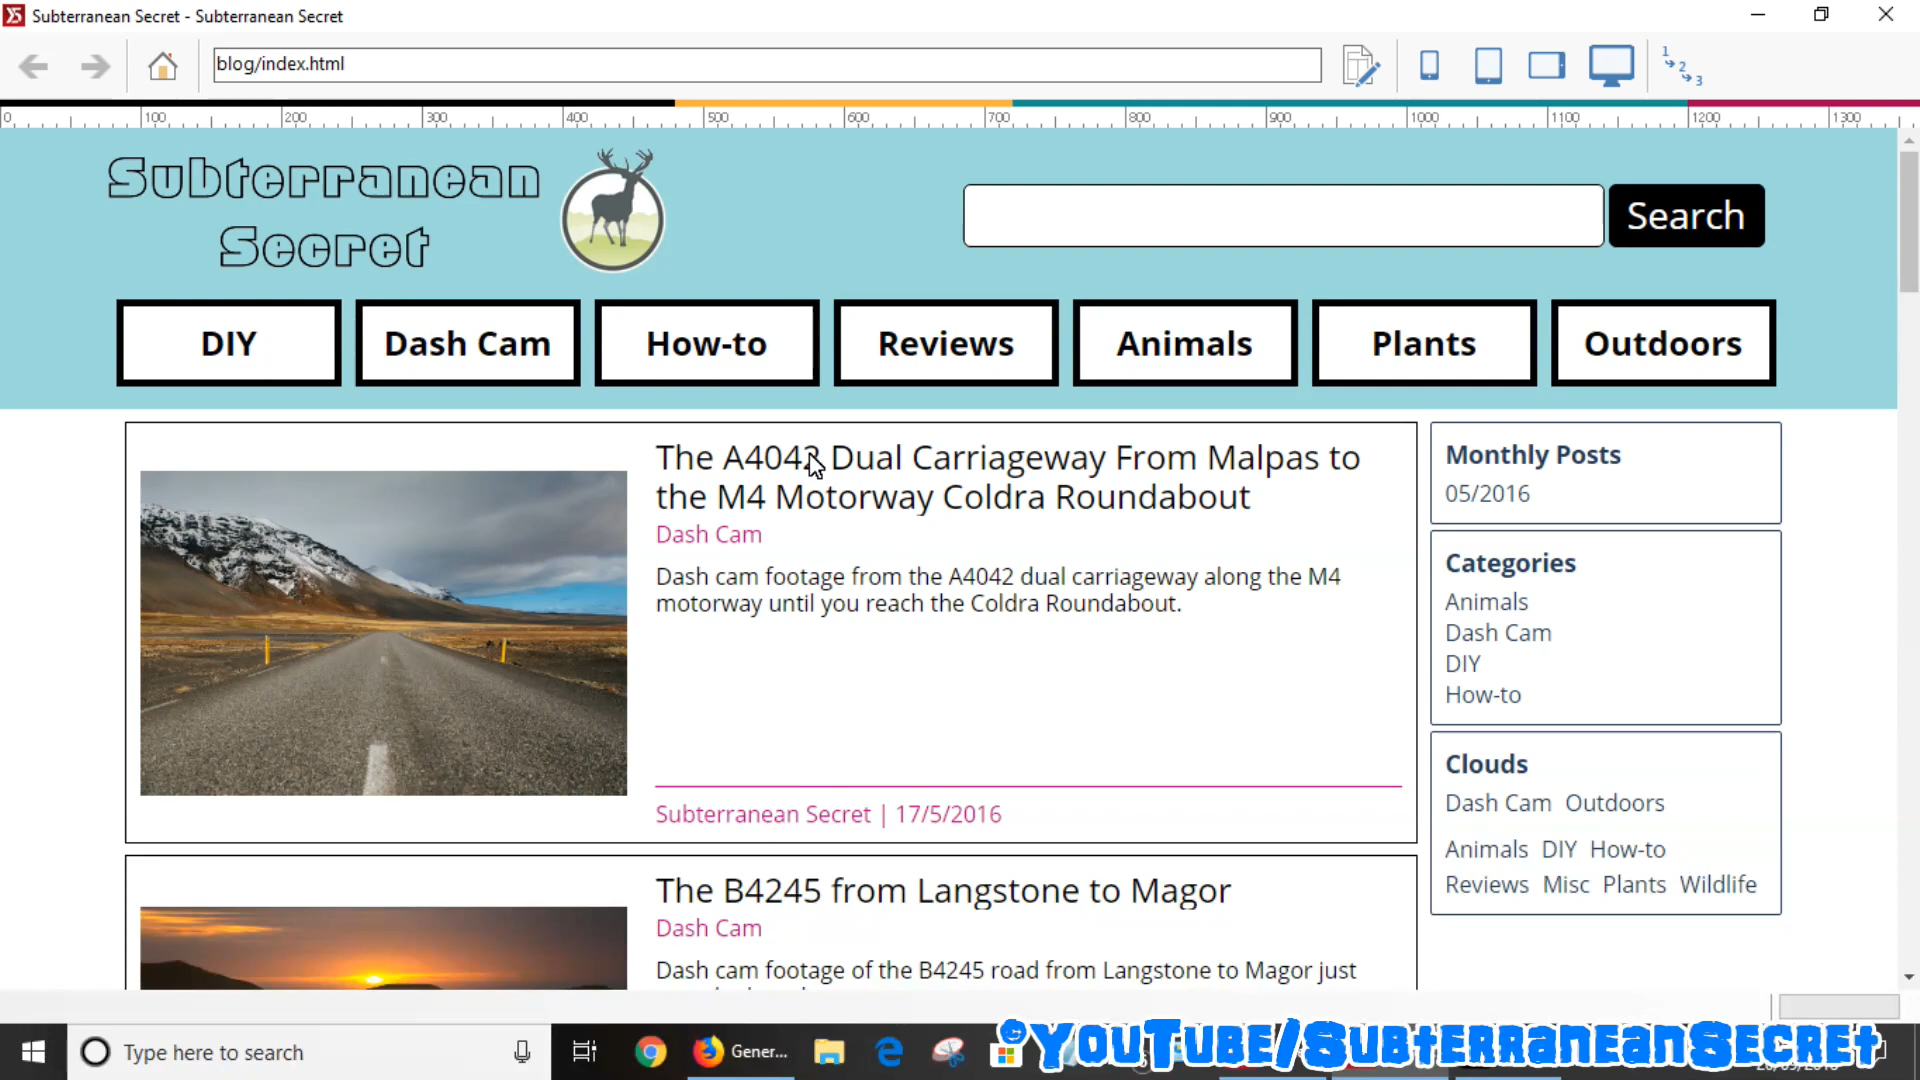 Subterranean Secret - Subterranean Secret
blog/index.html
1 2 3
0 100 200 300 400 500 600 700 800 900 1000 1100 1200 1300
Subterranean
Secret
Search
DIY Dash Cam How-to Reviews Animals Plants Outdoors
The A4042 Dual Carriageway From Malpas to
the M4 Motorway Coldra Roundabout
Dash Cam
Dash cam footage from the A4042 dual carriageway along the M4
motorway until you reach the Coldra Roundabout.
Subterranean Secret | 17/5/2016
The B4245 from Langstone to Magor
Dash Cam
Dash cam footage of the B4245 road from Langstone to Magor just
Monthly Posts
05/2016
Categories
Animals
Dash Cam
DIY
How-to
Clouds
Dash Cam Outdoors
Animals DIY How-to
Reviews Misc Plants Wildlife
Type here to search
Gener...
©YouTube/SubterraneanSecret